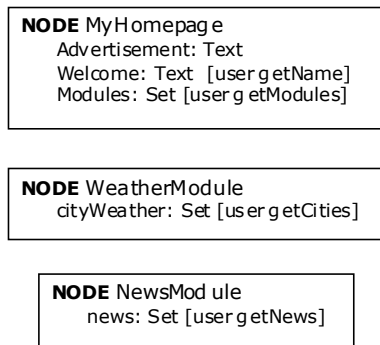 NODE MyHomepage
Advertisement: Text
Welcome: Text [user getName]
Modules: Set [user getModules]
NODE WeatherModule
cityWeather: Set [user getCities]
NODE NewsModule
news: Set [user getNews]